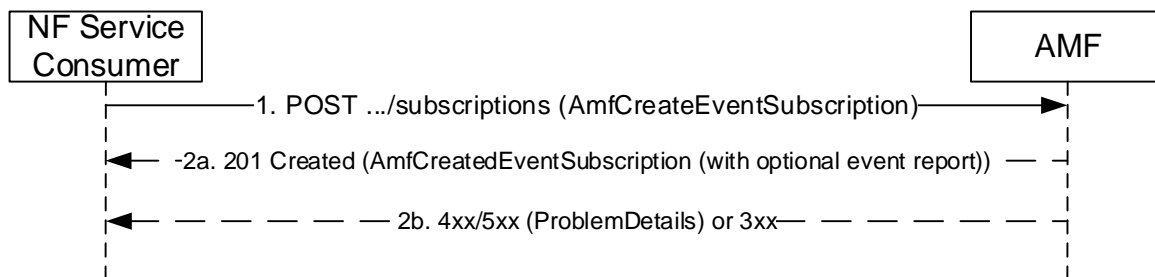 NF Service
Consumer
AMF
1. POST .../subscriptions (AmfCreateEventSubscription)
2a. 201 Created (AmfCreatedEventSubscription (with optional event report))
2b. 4xx/5xx (ProblemDetails) or 3xx